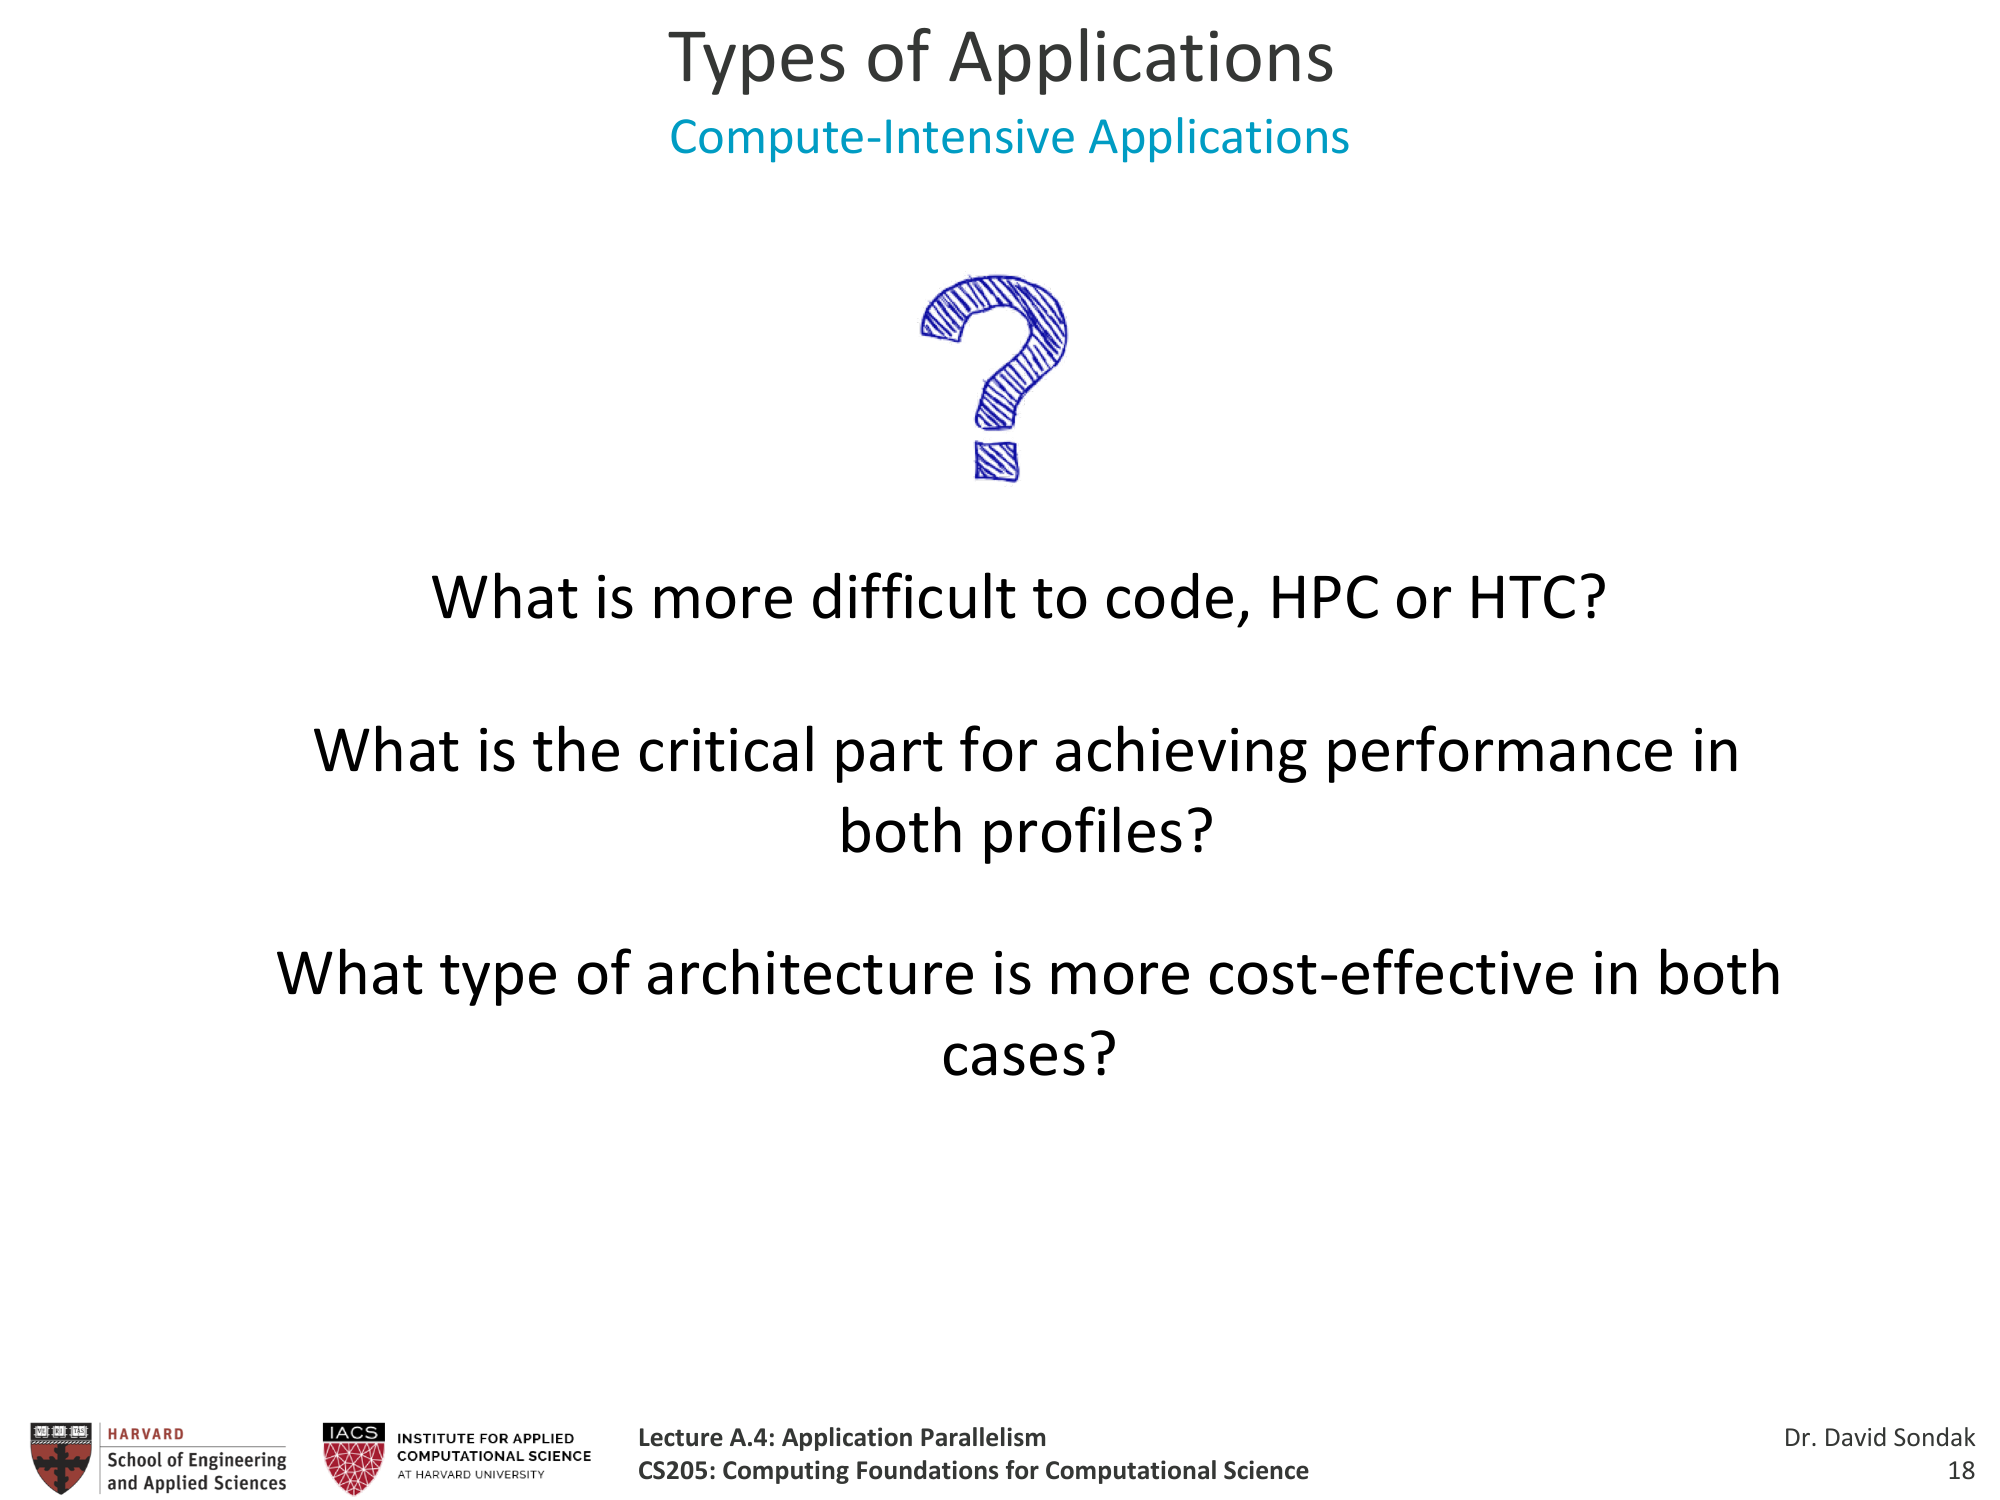 Types of Applications
Compute-Intensive Applications
?
What is more difficult to code, HPC or HTC?
What is the critical part for achieving performance in
both profiles?
What type of architecture is more cost-effective in both
cases?
HARVARD
School of Engineering
and Applied Sciences
IACS
INSTITUTE FOR APPLIED
COMPUTATIONAL SCIENCE
AT HARVARD UNIVERSITY
Lecture A.4: Application Parallelism
CS205: Computing Foundations for Computational Science
Dr. David Sondak
18